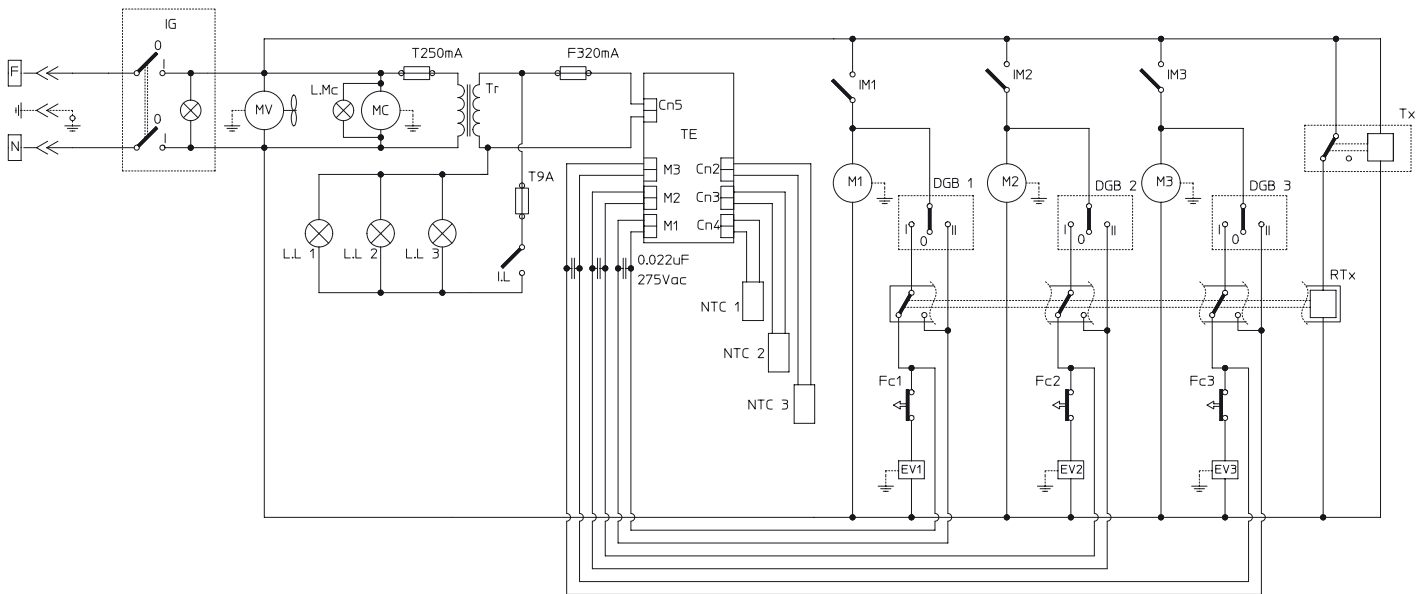 IG
0
I
0
I
F
N
MV
L.Mc
MC
T250mA
Tr
F320mA
Cn5
TE
T9A
I.L
L.L 1
L.L 2
L.L 3
M3
M2
M1
Cn2
Cn3
Cn4
0.022uF
275Vac
NTC 1
NTC 2
NTC 3
IM1
IM2
IM3
M1
M2
M3
DGB 1
I
0
II
DGB 2
I
0
II
DGB 3
I
0
II
Tx
RTx
Fc1
Fc2
Fc3
EV1
EV2
EV3